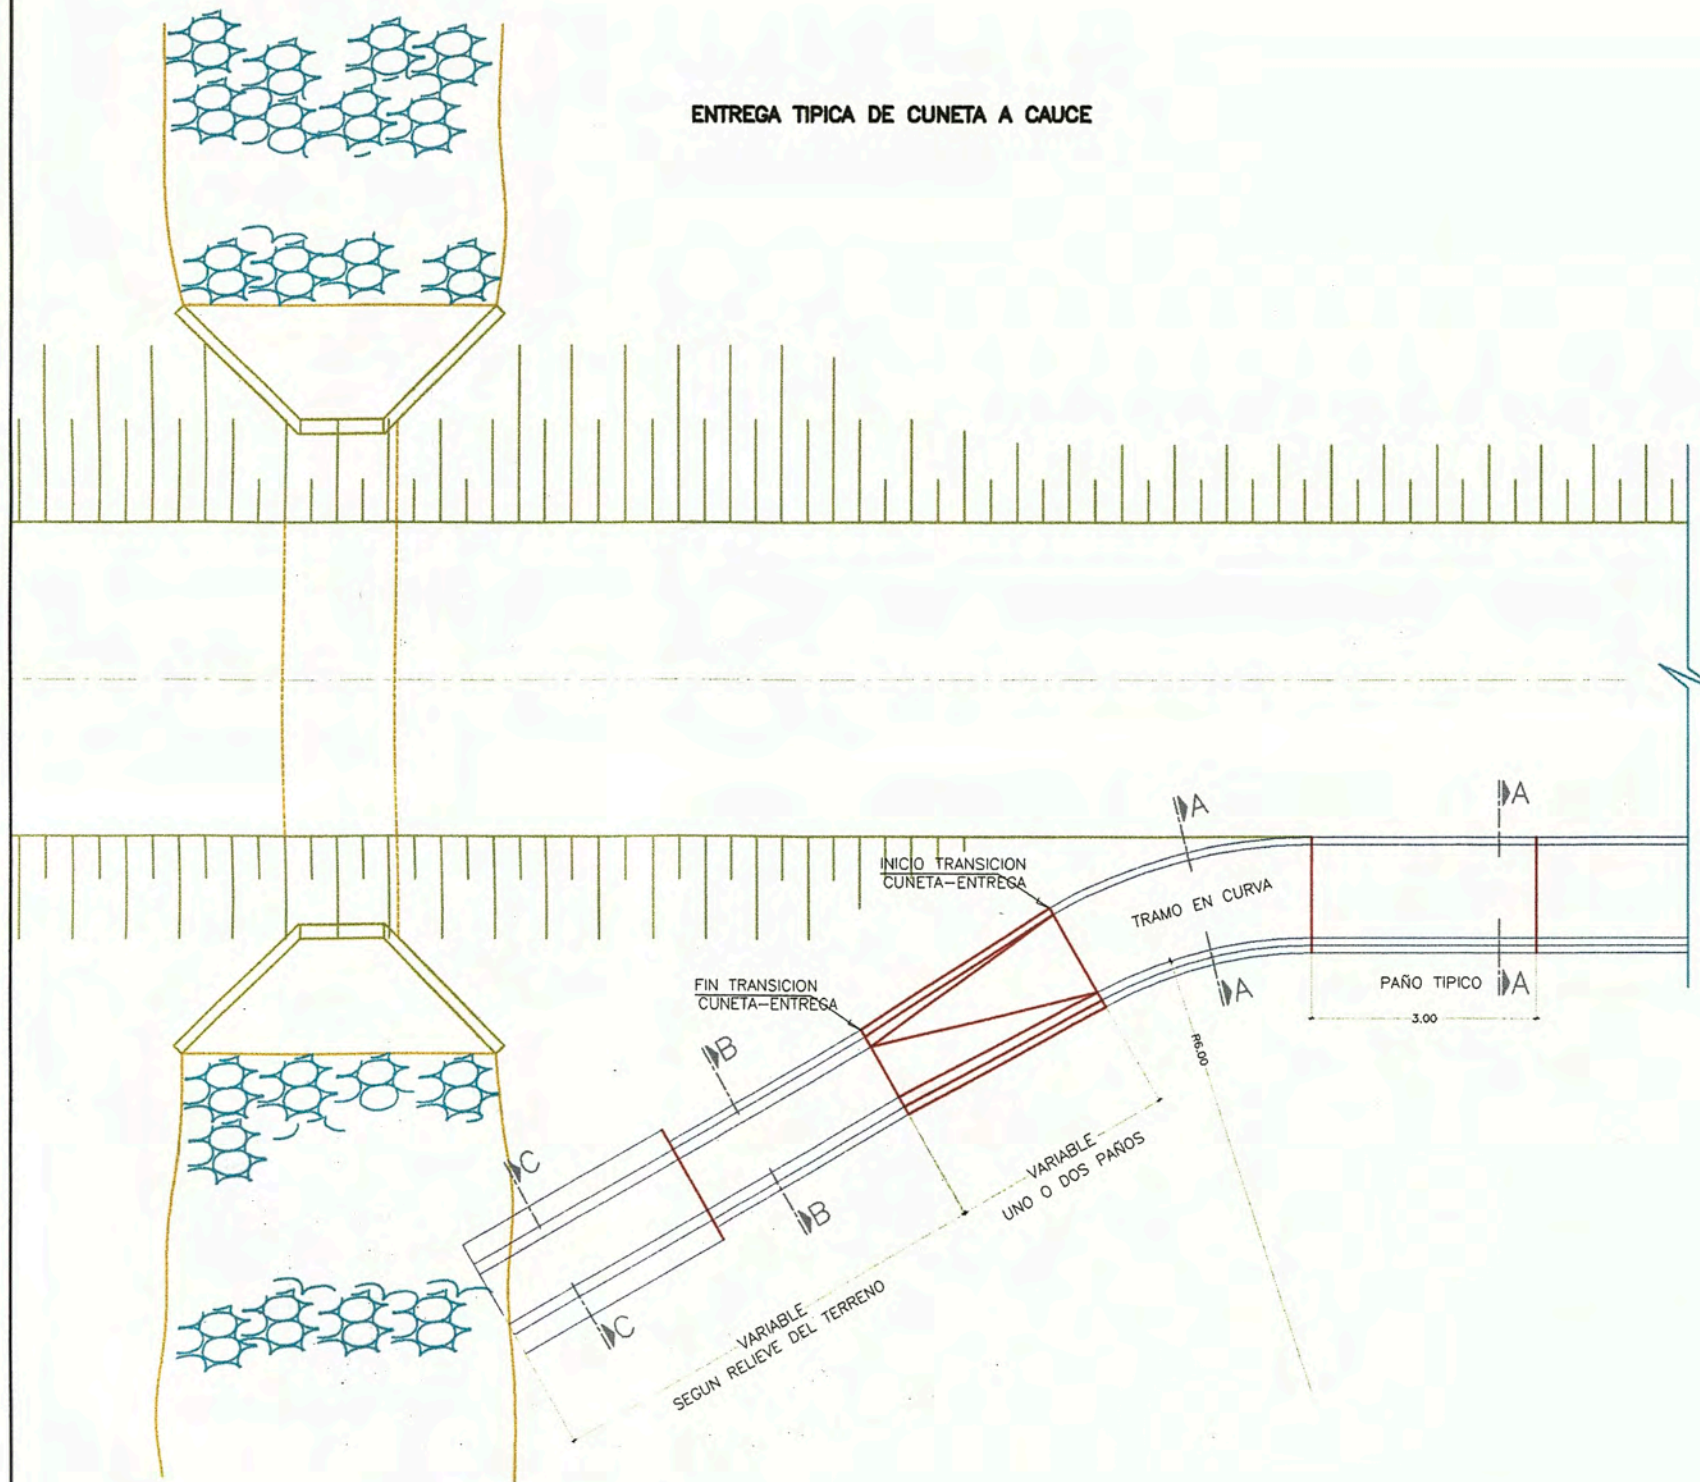 ENTREGA TIPICA DE CUNETA A CAUCE
A
A
INICIO TRANSICION
CUNETA-ENTREGA
TRAMO EN CURVA
A
PAÑO TIPICO
A
3.00
FIN TRANSICION
CUNETA-ENTREGA
R6.00
B
B
C
C
VARIABLE
UNO O DOS PAÑOS
VARIABLE
SEGUN RELIEVE DEL TERRENO